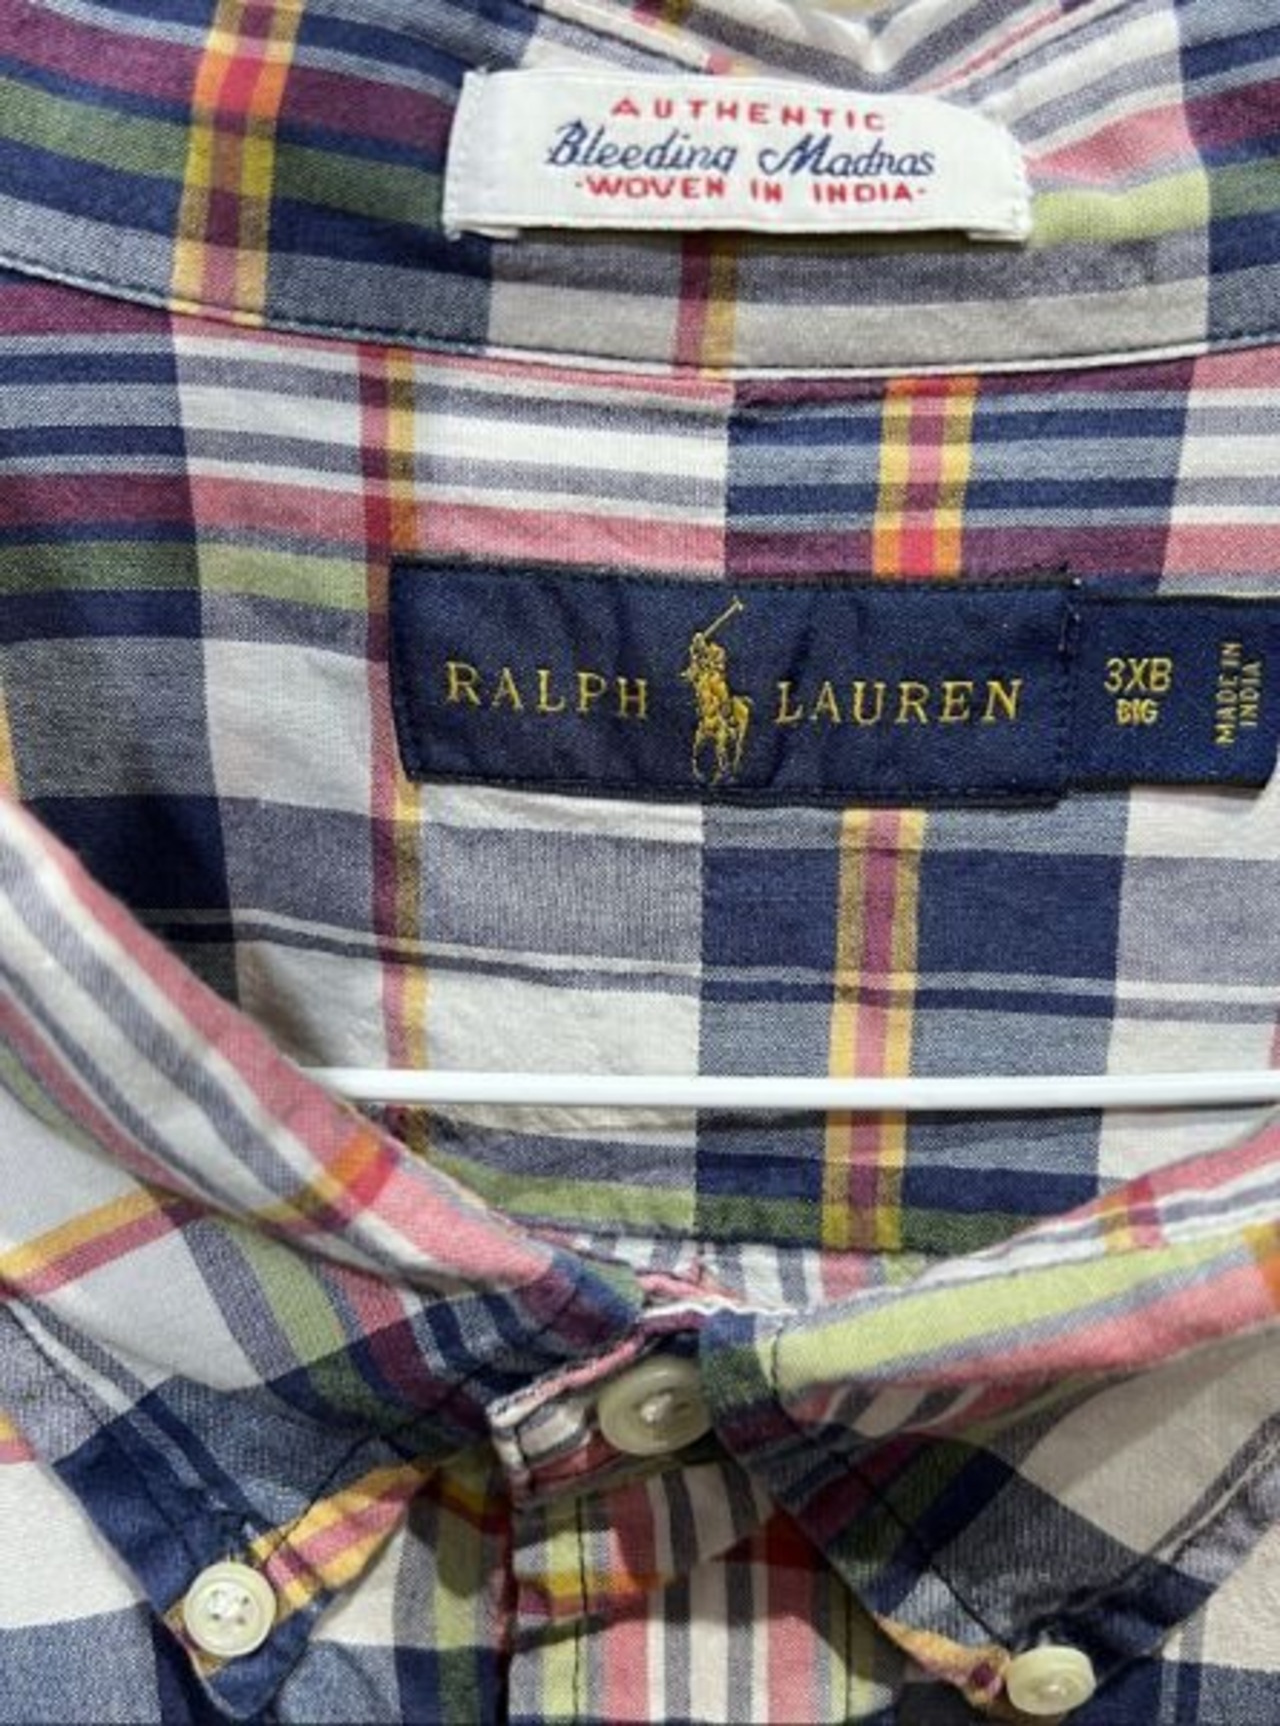 AUTHENTIC
Bleeding Madras
·WOVEN IN INDIA·
RALPH LAUREN
3XB
BIG
MADE IN
INDIA